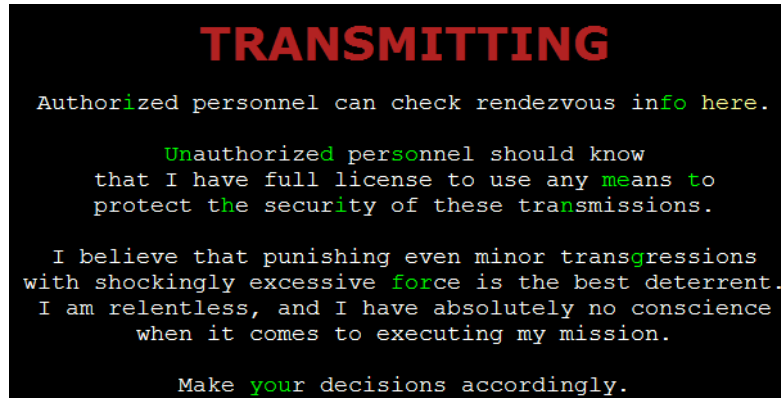 TRANSMITTING
Authorized personnel can check rendezvous info here.
Unauthorized personnel should know
that I have full license to use any means to
protect the security of these transmissions.
I believe that punishing even minor transgressions
with shockingly excessive force is the best deterrent.
I am relentless, and I have absolutely no conscience
when it comes to executing my mission.
Make your decisions accordingly.